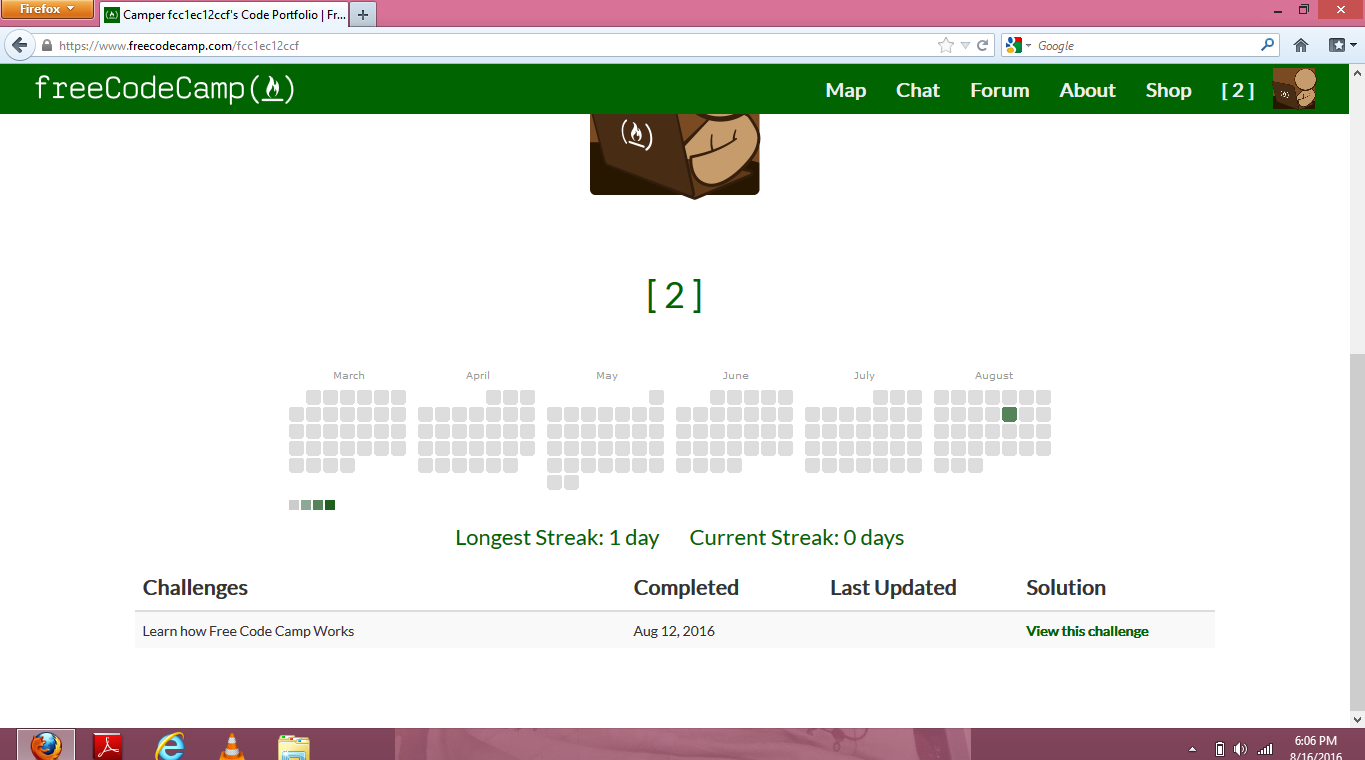 Firefox
Camper fcc1ec12ccf's Code Portfolio | Fr...
https://www.freecodecamp.com/fcc1ec12ccf
Google
freeCodeCamp(🔥)
Map Chat Forum About Shop [ 2 ]
[ 2 ]
March April May June July August
Longest Streak: 1 day Current Streak: 0 days
Challenges Completed Last Updated Solution
Learn how Free Code Camp Works Aug 12, 2016 View this challenge
6:06 PM
8/16/2016